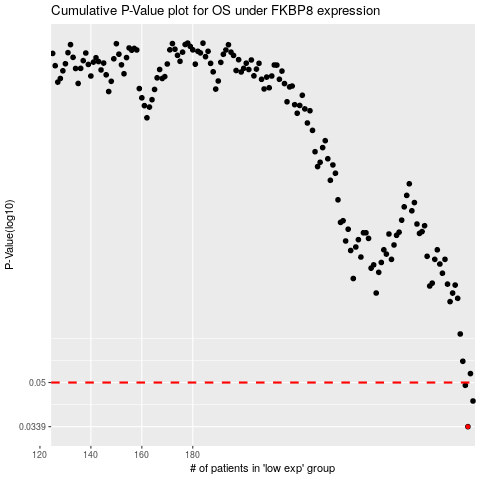 Cumulative P-Value plot for OS under FKBP8 expression
P-Value(log10)
0.05
0.0339
120 140 160 180
# of patients in 'low exp' group